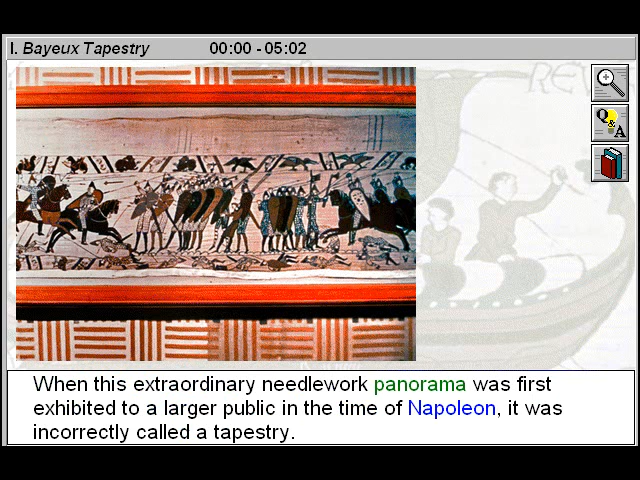 I. Bayeux Tapestry 00:00 - 05:02
Q & A
When this extraordinary needlework panorama was first
exhibited to a larger public in the time of Napoleon, it was
incorrectly called a tapestry.